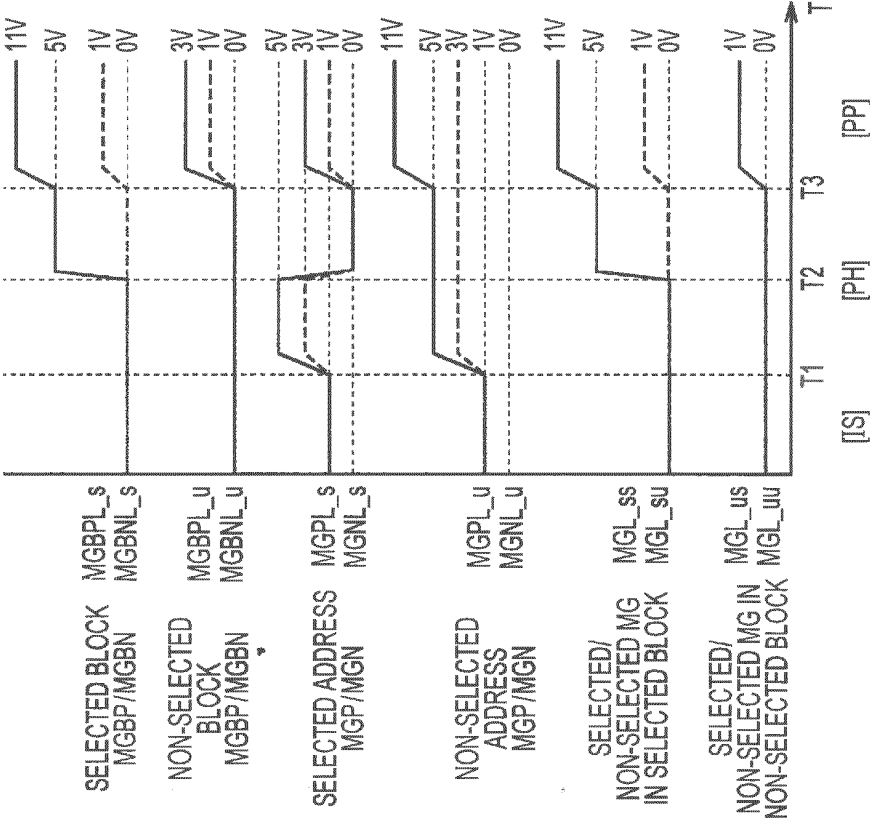 SELECTED BLOCK
MGBP/MGBN
MGBPL_s
MGBNL_s
11V
5V
1V
0V
NON-SELECTED
BLOCK
MGBP/MGBN
MGBPL_u
MGBNL_u
3V
1V
0V
SELECTED ADDRESS
MGP/MGN
MGPL_s
MGNL_s
5V
3V
1V
0V
NON-SELECTED
ADDRESS
MGP/MGN
MGPL_u
MGNL_u
11V
5V
3V
1V
0V
SELECTED/
NON-SELECTED MG
IN SELECTED BLOCK
MGL_ss
MGL_su
11V
5V
1V
0V
SELECTED/
NON-SELECTED MG IN
NON-SELECTED BLOCK
MGL_us
MGL_uu
1V
0V
T1
T2
T3
T
[IS]
[PH]
[PP]